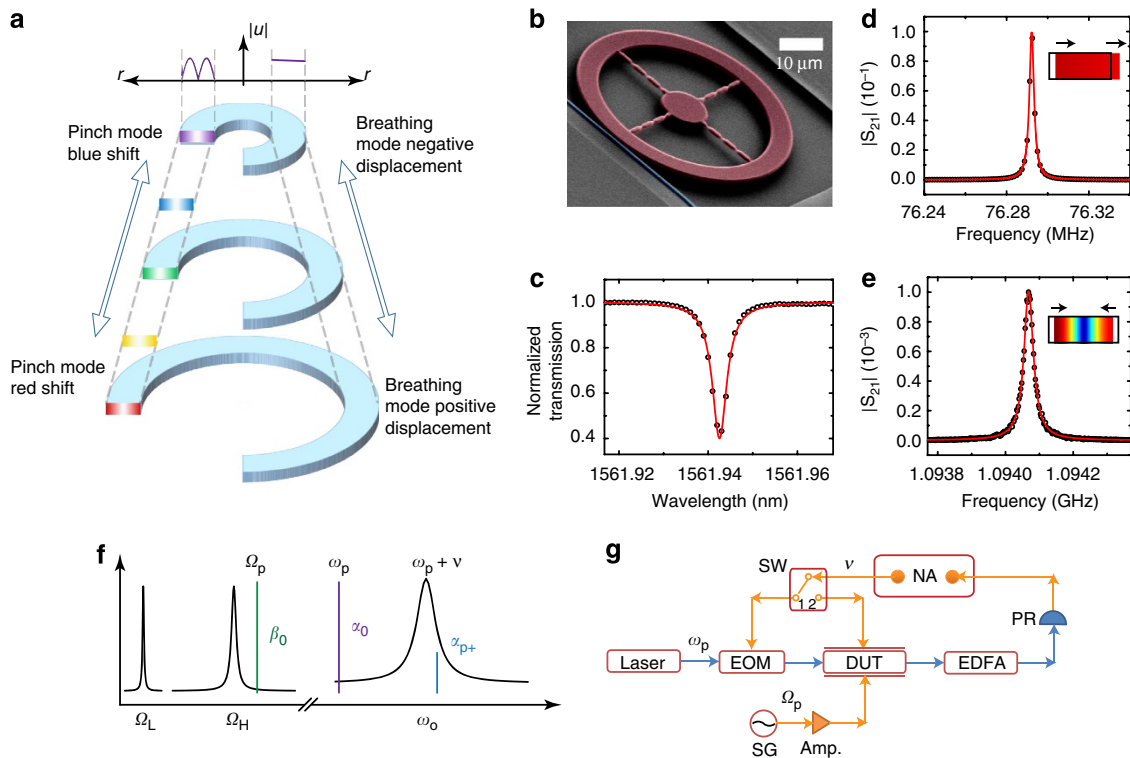 a
|u|
r
r
Pinch mode
blue shift
Breathing
mode negative
displacement
Pinch mode
red shift
Breathing
mode positive
displacement
b
10 μm
c
Normalized
transmission
1.0
0.8
0.6
0.4
1561.92
1561.94
1561.96
Wavelength (nm)
d
|S21| (10−1)
1.0
0.8
0.6
0.4
0.2
0.0
76.24
76.28
76.32
Frequency (MHz)
e
|S21| (10−3)
1.0
0.8
0.6
0.4
0.2
0.0
1.0938
1.0940
1.0942
Frequency (GHz)
f
Ωp
ωp
ωp + ν
β0
α0
αp+
ΩL
ΩH
ωo
g
SW
ν
NA
1 2
PR
ωp
Laser
EOM
DUT
EDFA
Ωp
SG
Amp.